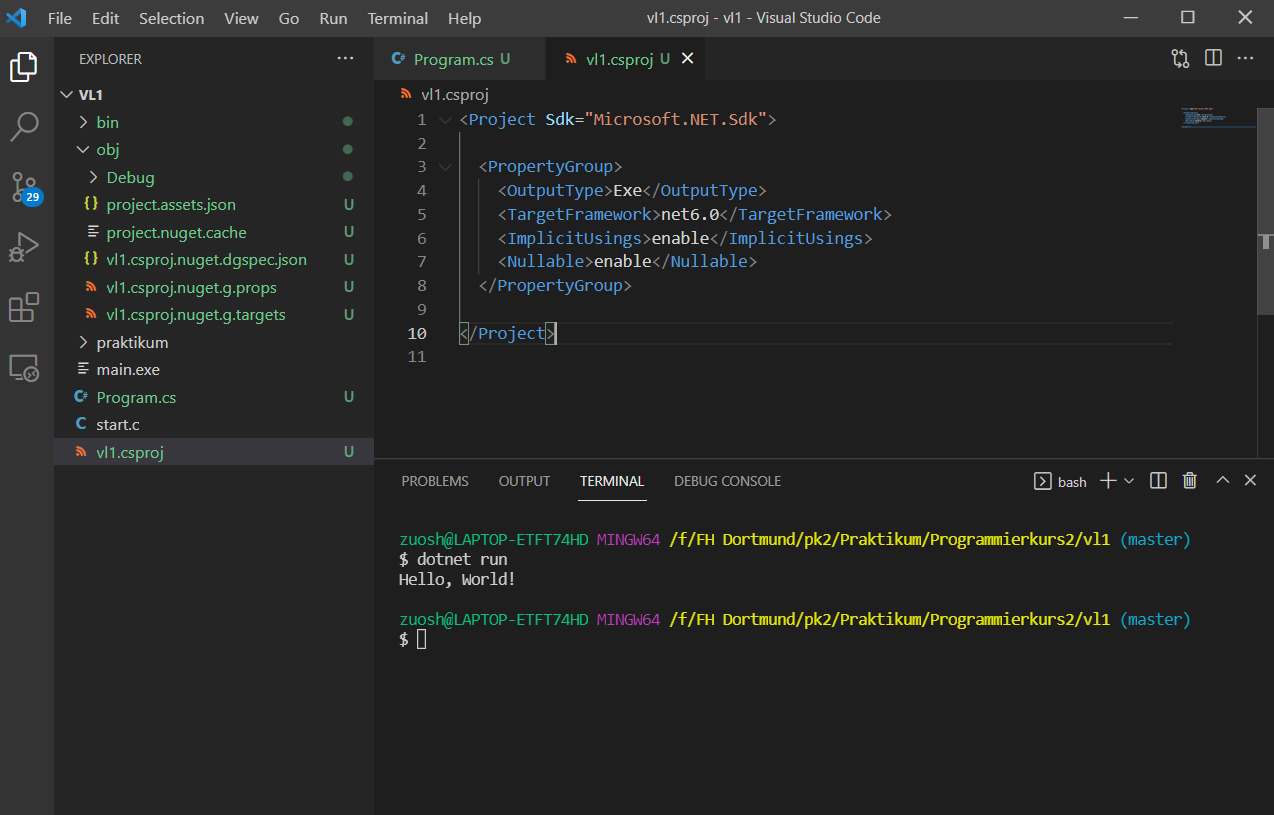 File Edit Selection View Go Run Terminal Help vl1.csproj - vl1 - Visual Studio Code
EXPLORER
VL1
bin
obj
Debug
{} project.assets.json U
project.nuget.cache U
{} vl1.csproj.nuget.dgspec.json U
vl1.csproj.nuget.g.props U
vl1.csproj.nuget.g.targets U
praktikum
main.exe
C# Program.cs U
C start.c
vl1.csproj U
29
C# Program.cs U vl1.csproj U
vl1.csproj
1 <Project Sdk="Microsoft.NET.Sdk">
2
3 <PropertyGroup>
4 <OutputType>Exe</OutputType>
5 <TargetFramework>net6.0</TargetFramework>
6 <ImplicitUsings>enable</ImplicitUsings>
7 <Nullable>enable</Nullable>
8 </PropertyGroup>
9
10 </Project>
11
PROBLEMS OUTPUT TERMINAL DEBUG CONSOLE bash
zuosh@LAPTOP-ETFT74HD MINGW64 /f/FH Dortmund/pk2/Praktikum/Programmierkurs2/vl1 (master)
$ dotnet run
Hello, World!
zuosh@LAPTOP-ETFT74HD MINGW64 /f/FH Dortmund/pk2/Praktikum/Programmierkurs2/vl1 (master)
$